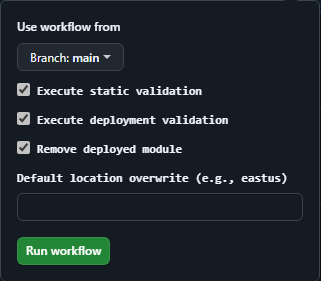 Use workflow from
Branch: main
Execute static validation
Execute deployment validation
Remove deployed module
Default location overwrite (e.g., eastus)
Run workflow